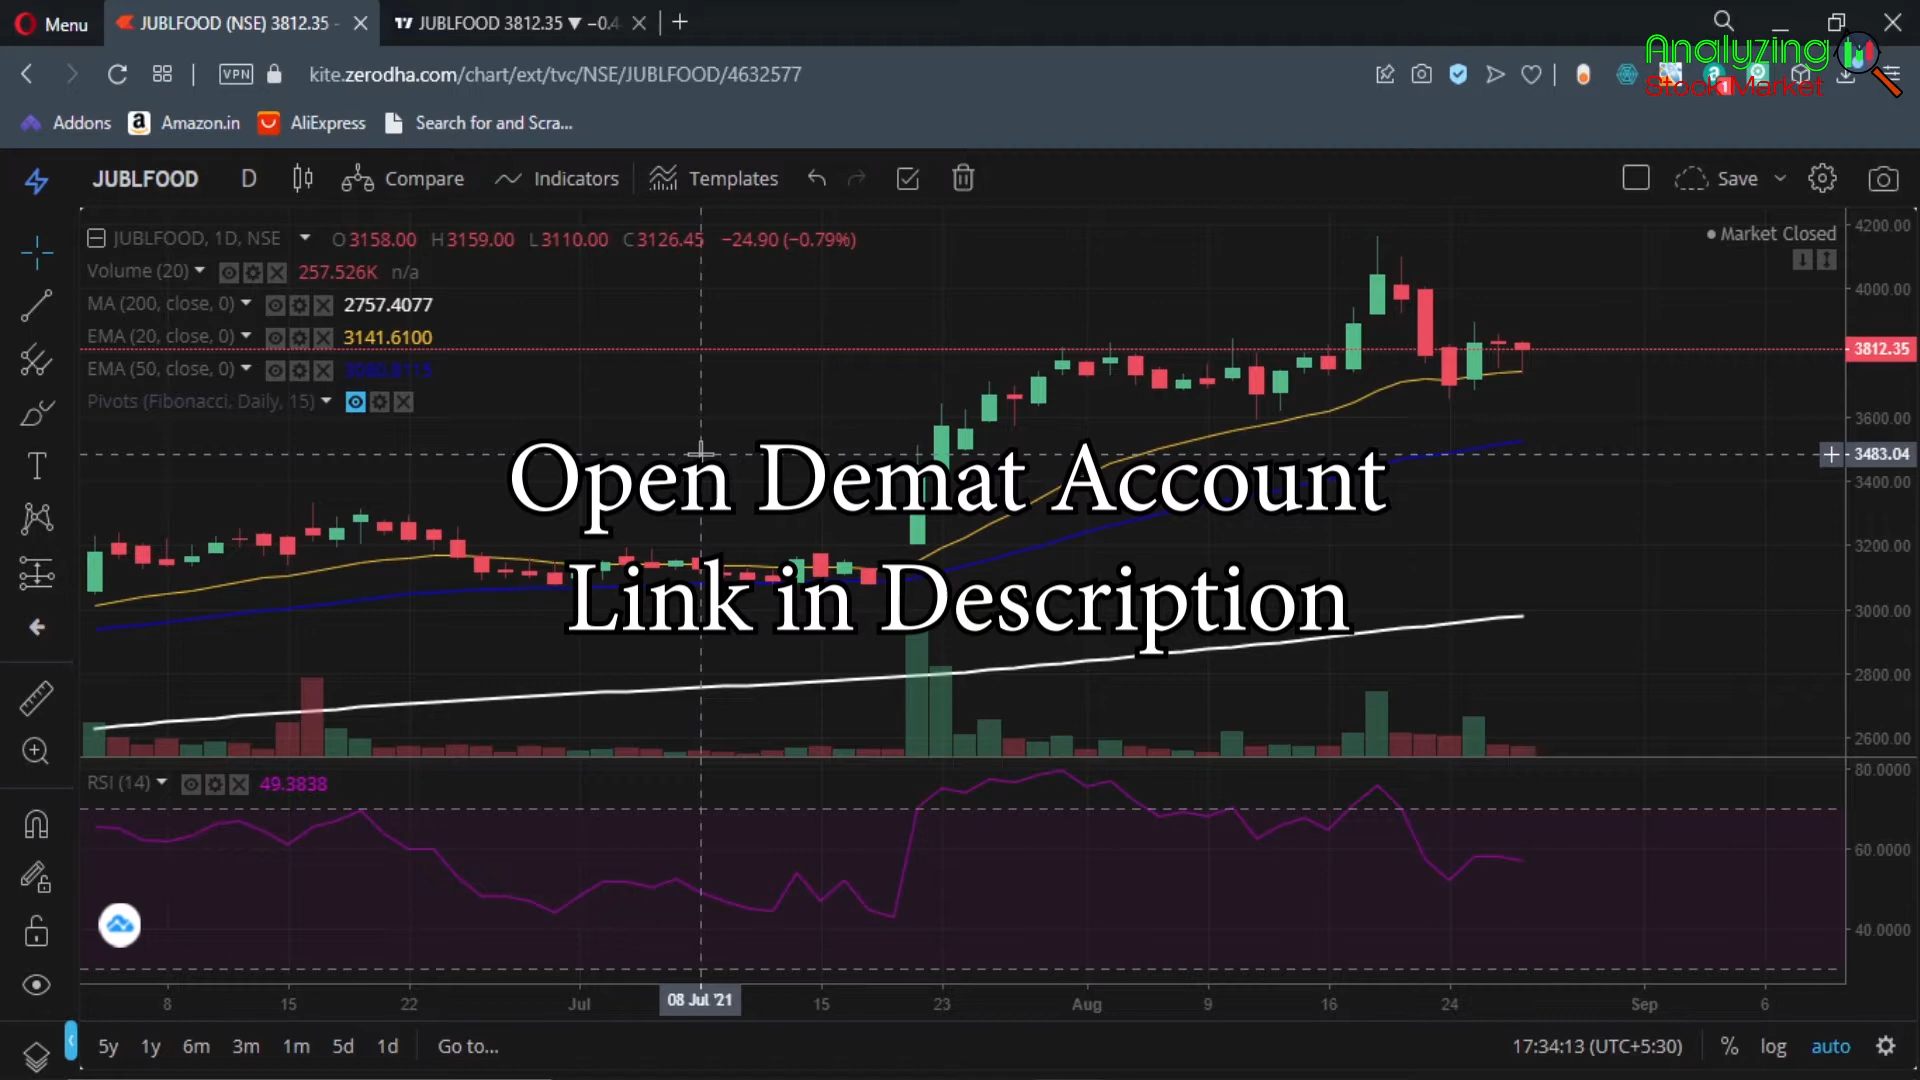 Menu
JUBLFOOD (NSE) 3812.35 -
JUBLFOOD 3812.35 ▼ −0.4
Analyzing
Stock Market
VPN
kite.zerodha.com/chart/ext/tvc/NSE/JUBLFOOD/4632577
1
Addons
Amazon.in
AliExpress
Search for and Scra...
JUBLFOOD D Compare Indicators Templates Save
JUBLFOOD, 1D, NSE O3158.00 H3159.00 L3110.00 C3126.45 −24.90 (−0.79%)
Market Closed
Volume (20) 257.526K n/a
MA (200, close, 0) 2757.4077
EMA (20, close, 0) 3141.6100
EMA (50, close, 0)
Pivots (Fibonacci, Daily, 15)
4200.00
4000.00
3812.35
3600.00
3483.04
3400.00
3200.00
3000.00
2800.00
2600.00
Open Demat Account
Link in Description
RSI (14) 49.3838
80.0000
60.0000
40.0000
8 15 22 Jul 08 Jul '21 15 23 Aug 9 16 24 Sep 6
5y 1y 6m 3m 1m 5d 1d Go to... 17:34:13 (UTC+5:30) % log auto